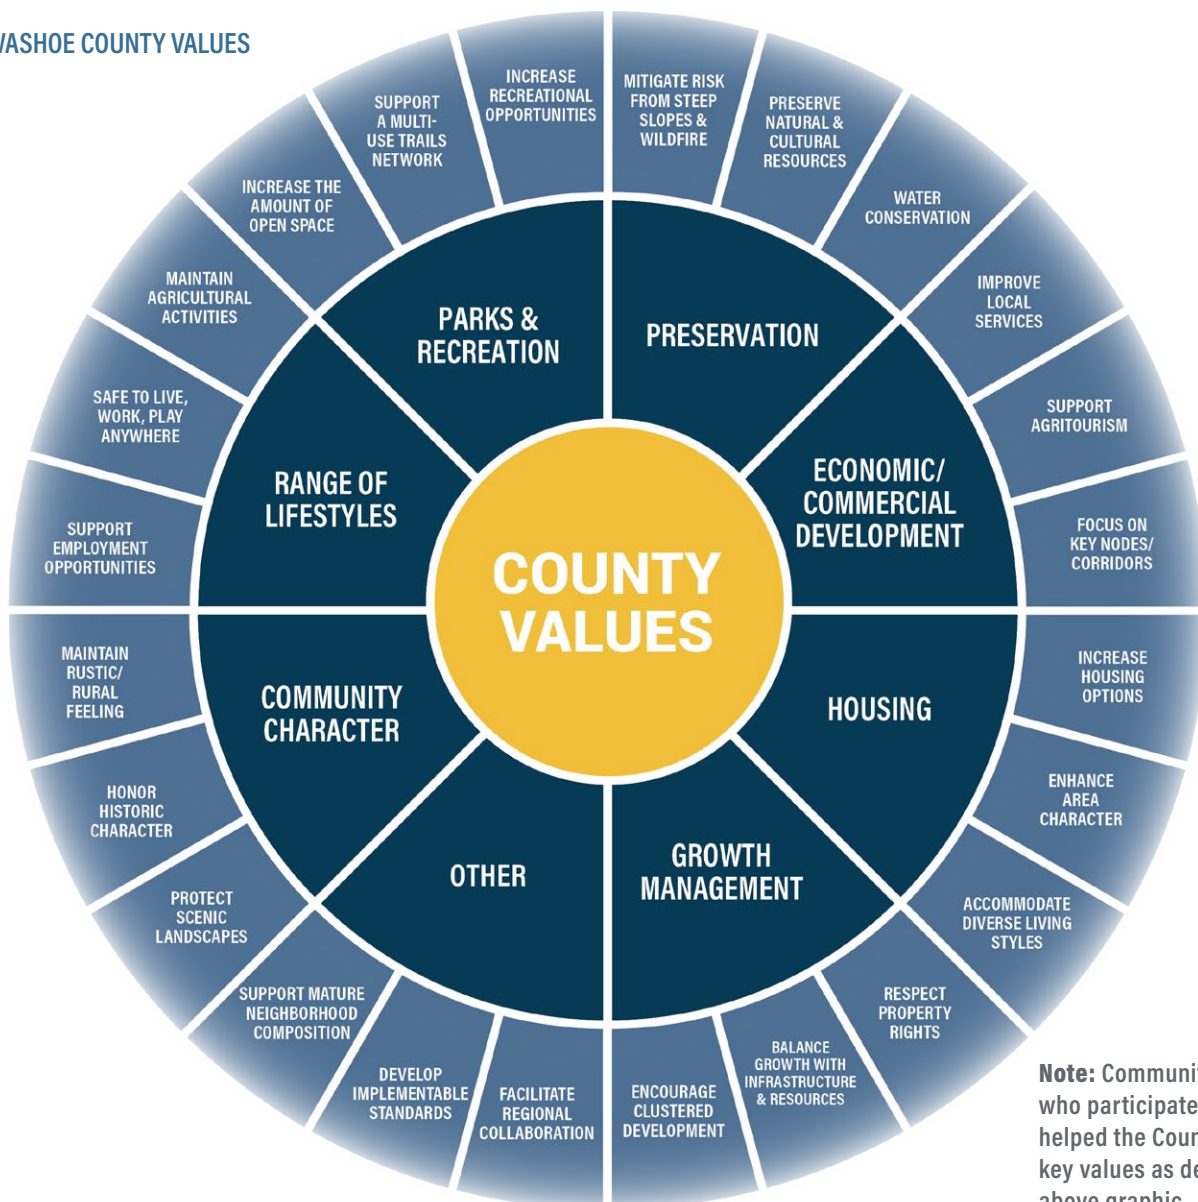 WASHOE COUNTY VALUES
INCREASE
RECREATIONAL
OPPORTUNITIES
MITIGATE RISK
FROM STEEP
SLOPES &
WILDFIRE
PRESERVE
NATURAL &
CULTURAL
RESOURCES
WATER
CONSERVATION
IMPROVE
LOCAL
SERVICES
SUPPORT
AGRITOURISM
FOCUS ON
KEY NODES/
CORRIDORS
INCREASE
HOUSING
OPTIONS
ENHANCE
AREA
CHARACTER
ACCOMMODATE
DIVERSE LIVING
STYLES
RESPECT
PROPERTY
RIGHTS
BALANCE
GROWTH WITH
INFRASTRUCTURE
& RESOURCES
ENCOURAGE
CLUSTERED
DEVELOPMENT
FACILITATE
REGIONAL
COLLABORATION
DEVELOP
IMPLEMENTABLE
STANDARDS
SUPPORT MATURE
NEIGHBORHOOD
COMPOSITION
PROTECT
SCENIC
LANDSCAPES
HONOR
HISTORIC
CHARACTER
MAINTAIN
RUSTIC/
RURAL
FEELING
SUPPORT
EMPLOYMENT
OPPORTUNITIES
SAFE TO LIVE,
WORK, PLAY
ANYWHERE
MAINTAIN
AGRICULTURAL
ACTIVITIES
INCREASE THE
AMOUNT OF
OPEN SPACE
SUPPORT
A MULTI-
USE TRAILS
NETWORK
PARKS &
RECREATION
PRESERVATION
ECONOMIC/
COMMERCIAL
DEVELOPMENT
HOUSING
GROWTH
MANAGEMENT
OTHER
COMMUNITY
CHARACTER
RANGE OF
LIFESTYLES
COUNTY
VALUES
Note:
who
helped the
key values as
above graphic